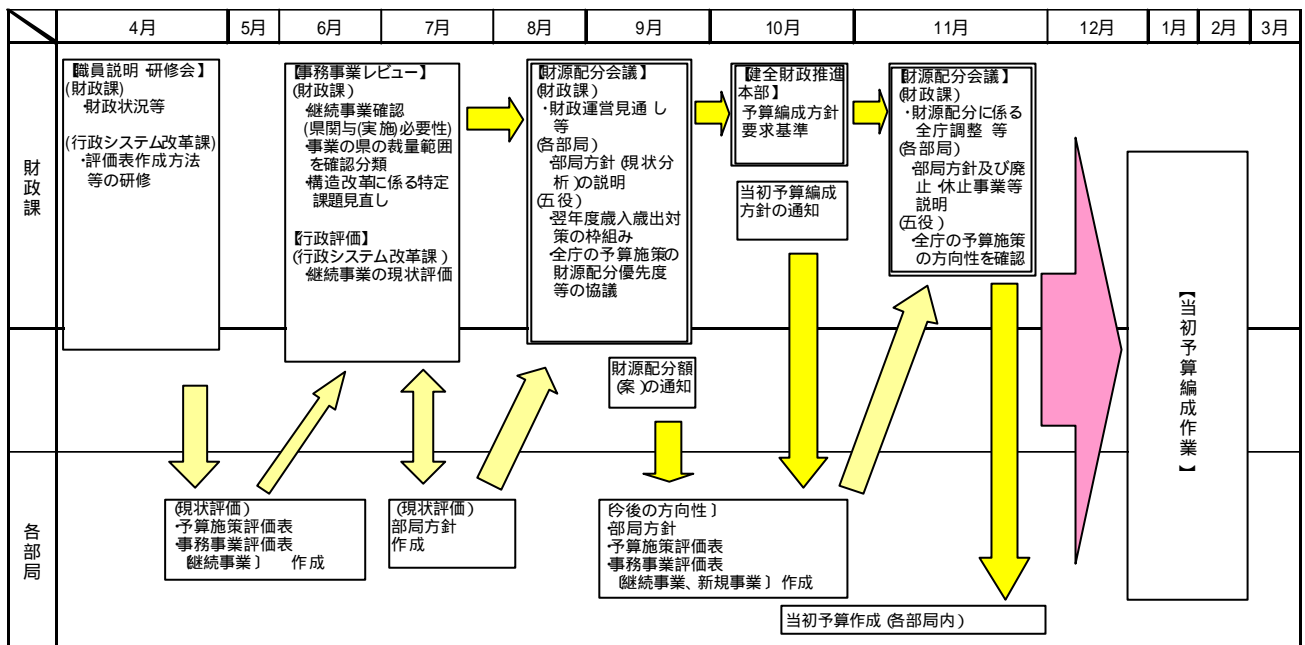 4月
5月
6月
7月
8月
9月
10月
11月
12月
1月
2月
3月
財政課
【職員説明・研修会】
(財政課)
・財政状況等
(行政システム改革課)
・評価表作成方法
等の研修
【事務事業レビュー】
(財政課)
・継続事業確認
(県関与(実施)必要性)
・事業の県の裁量範囲
を確認分類
・構造改革に係る特定
課題見直し
【行政評価】
(行政システム改革課)
・継続事業の現状評価
【財源配分会議】
(財政課)
・財政運営見通し
等
(各部局)
・部局方針(現状分
析)の説明
(五役)
・翌年度歳入歳出対
策の枠組み
・全庁の予算施策の
財源配分優先度
等の協議
【健全財政推進
本部】
予算編成方針
要求基準
当初予算編成
方針の通知
【財源配分会議】
(財政課)
・財源配分に係る
全庁調整 等
(各部局)
・部局方針及び廃
止・休止事業等
説明
(五役)
・全庁の予算施策
の方向性を確認
【当初予算編成作業】
財源配分額
(案)の通知
各部局
(現状評価)
・予算施策評価表
・事務事業評価表
〔継続事業〕 作成
(現状評価)
部局方針
作成
〔今後の方向性〕
・部局方針
・予算施策評価表
・事務事業評価表
〔継続事業、新規事業〕作成
当初予算作成(各部局内)